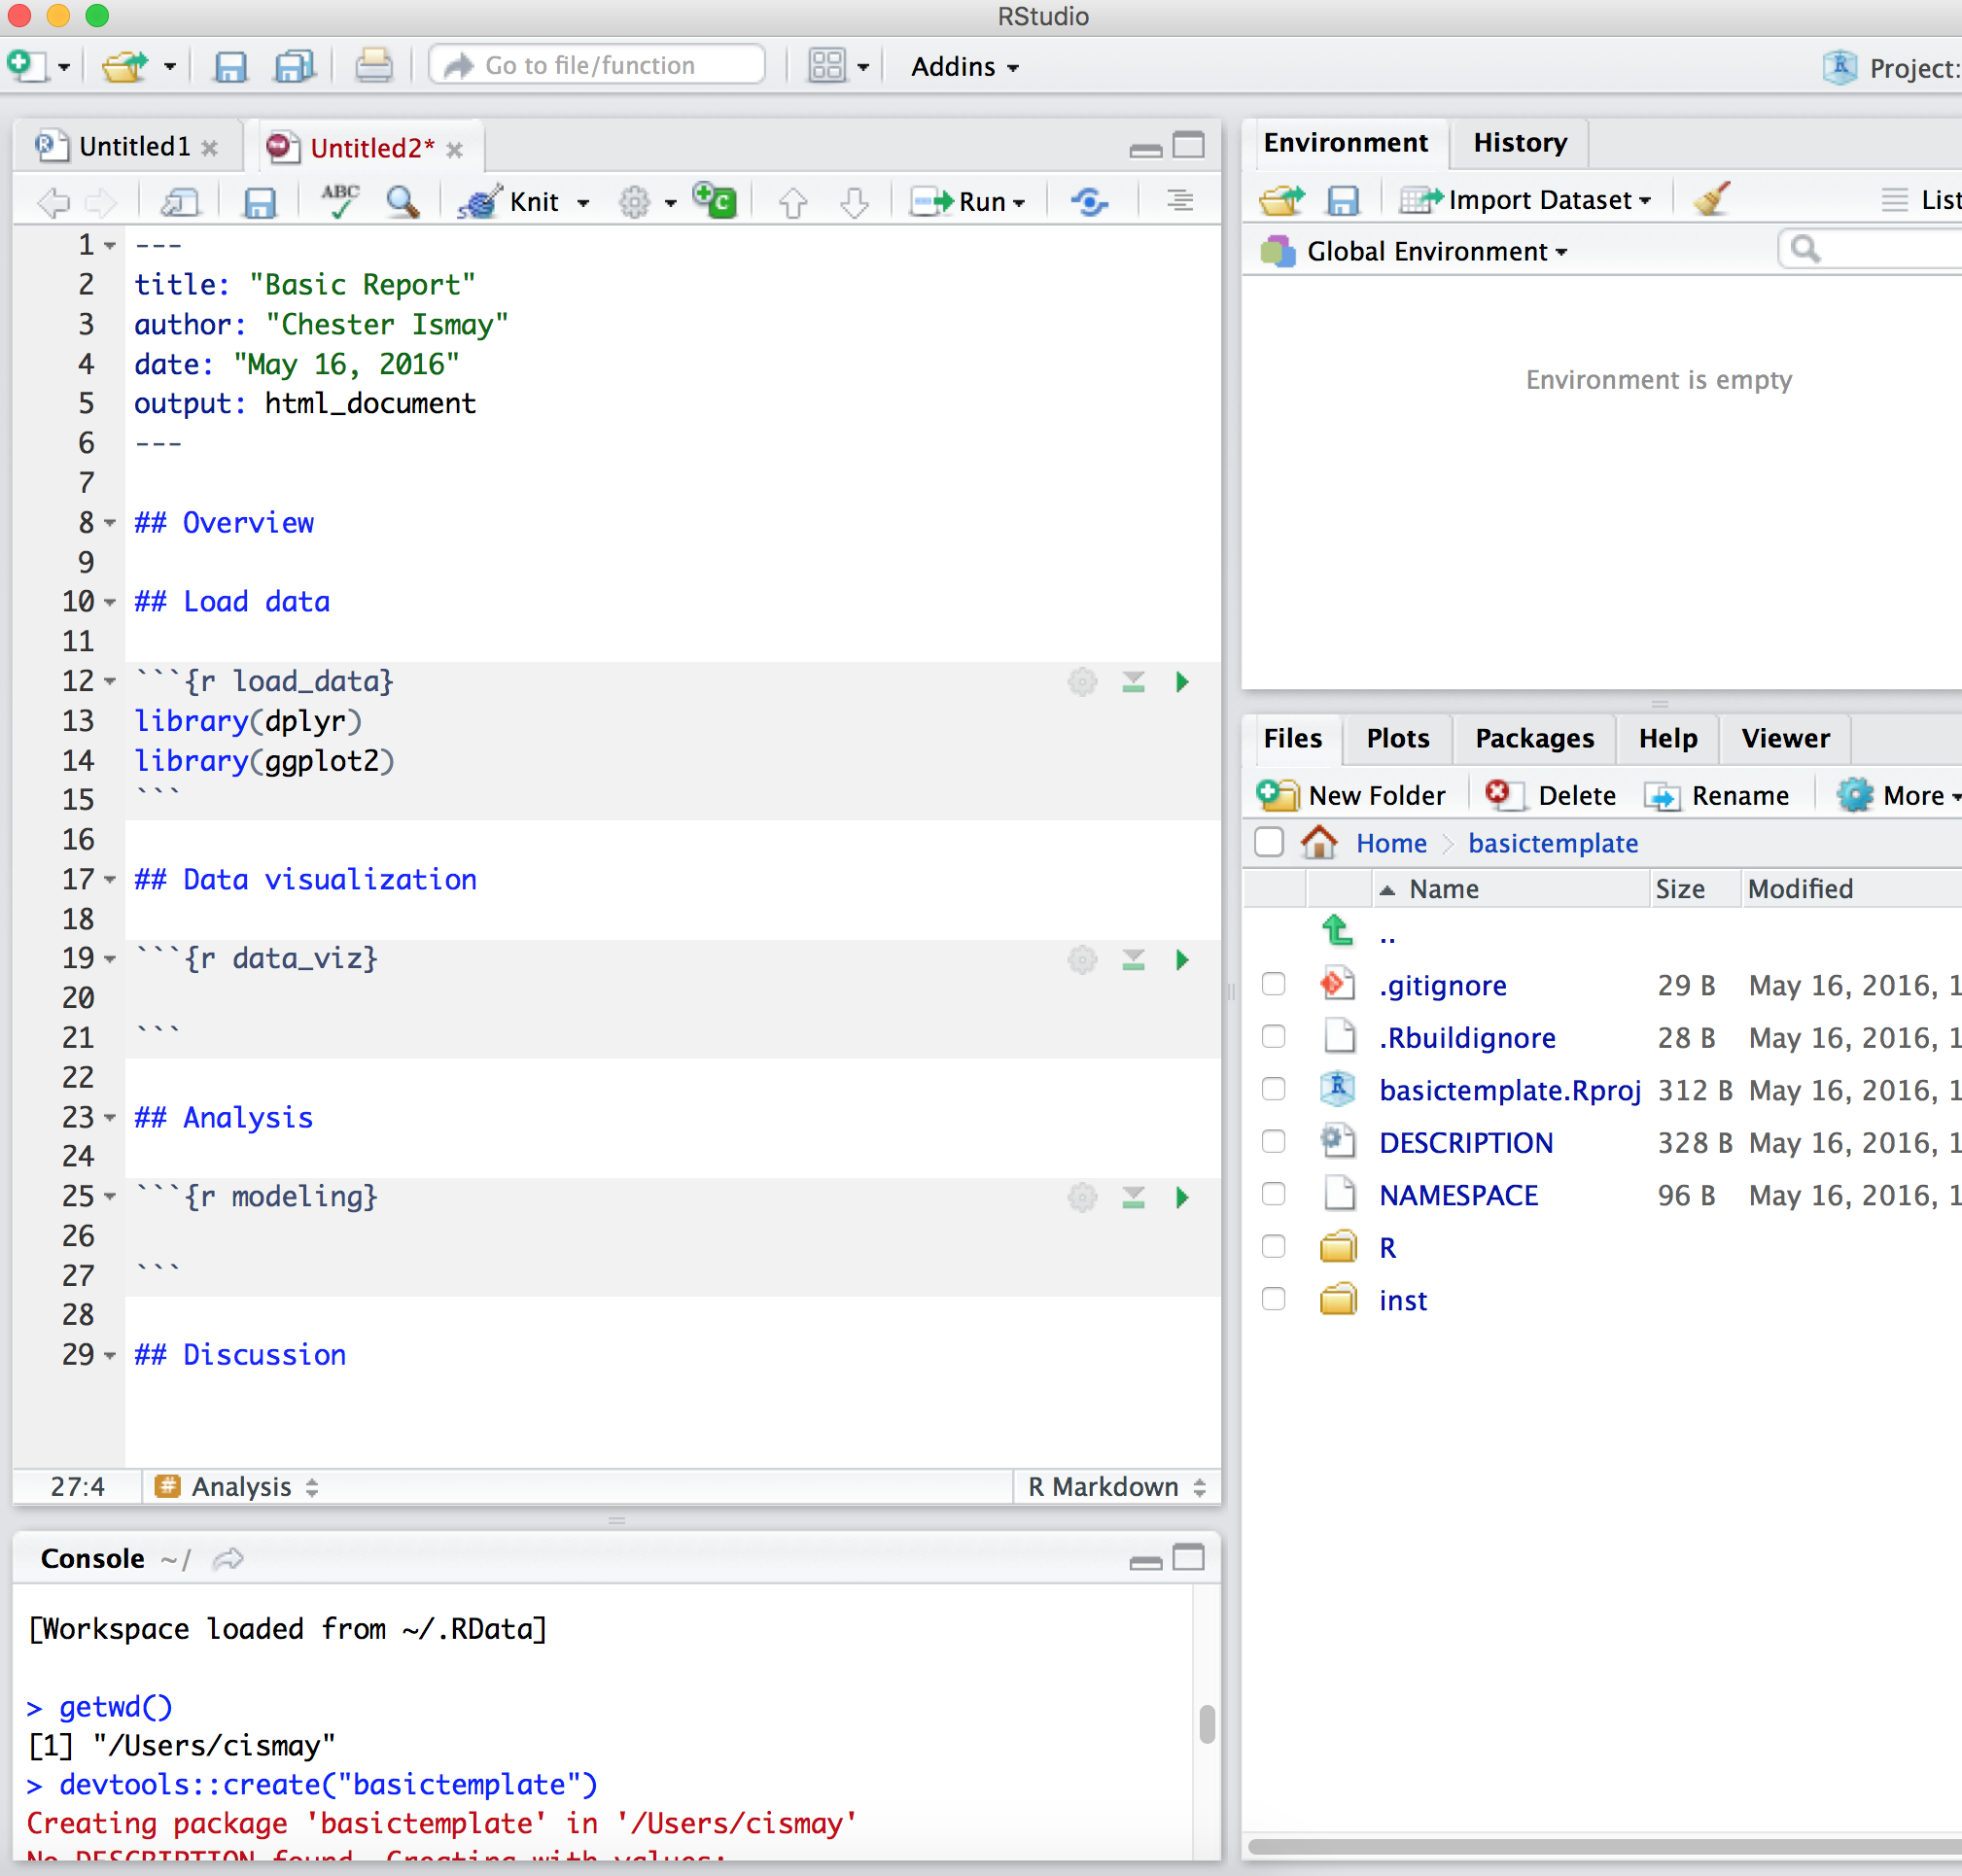 RStudio
Go to file/function
Addins
Project:
Untitled1
Untitled2*
ABC
Knit
C
Run
1 ---
2 title: "Basic Report"
3 author: "Chester Ismay"
4 date: "May 16, 2016"
5 output: html_document
6 ---
7
8 ## Overview
9
10 ## Load data
11
12 ```{r load_data}
13 library(dplyr)
14 library(ggplot2)
15 ```
16
17 ## Data visualization
18
19 ```{r data_viz}
20
21 ```
22
23 ## Analysis
24
25 ```{r modeling}
26
27 ```
28
29 ## Discussion
27:4 # Analysis R Markdown
Console ~/
[Workspace loaded from ~/.RData]
> getwd()
[1] "/Users/cismay"
> devtools::create("basictemplate")
Creating package 'basictemplate' in '/Users/cismay'
No DESCRIPTION found. Creating with values:
Environment History
Import Dataset List
Global Environment
Environment is empty
Files Plots Packages Help Viewer
New Folder Delete Rename More
Home basictemplate
Name Size Modified
..
.gitignore 29 B May 16, 2016, 1
.Rbuildignore 28 B May 16, 2016, 1
basictemplate.Rproj 312 B May 16, 2016, 1
DESCRIPTION 328 B May 16, 2016, 1
NAMESPACE 96 B May 16, 2016, 1
R
inst